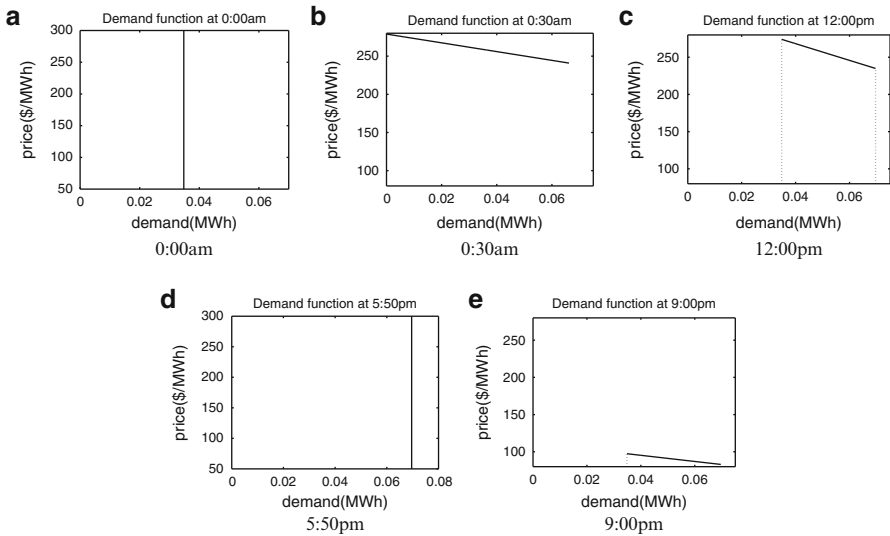 a
Demand function at 0:00am
300
250
200
150
100
50
0
0.02
0.04
0.06
price($/MWh)
demand(MWh)
0:00am
b
Demand function at 0:30am
250
200
150
100
0
0.02
0.04
0.06
price($/MWh)
demand(MWh)
0:30am
c
Demand function at 12:00pm
250
200
150
100
0
0.02
0.04
0.06
price($/MWh)
demand(MWh)
12:00pm
d
Demand function at 5:50pm
300
250
200
150
100
50
0
0.02
0.04
0.06
0.08
price($/MWh)
demand(MWh)
5:50pm
e
Demand function at 9:00pm
250
200
150
100
0
0.02
0.04
0.06
price($/MWh)
demand(MWh)
9:00pm